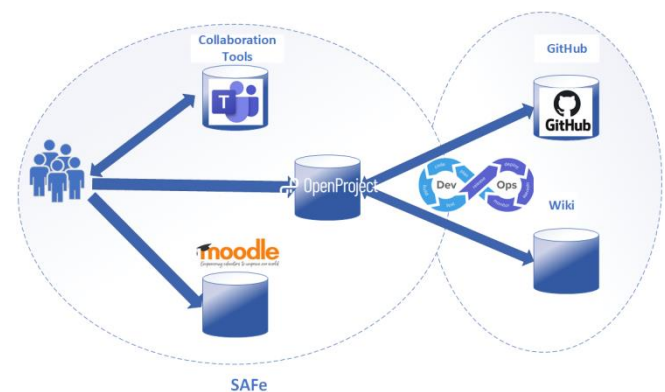 Collaboration
Tools
T
GitHub
GitHub
OpenProject
Dev
Ops
moodle
Wiki
SAFe